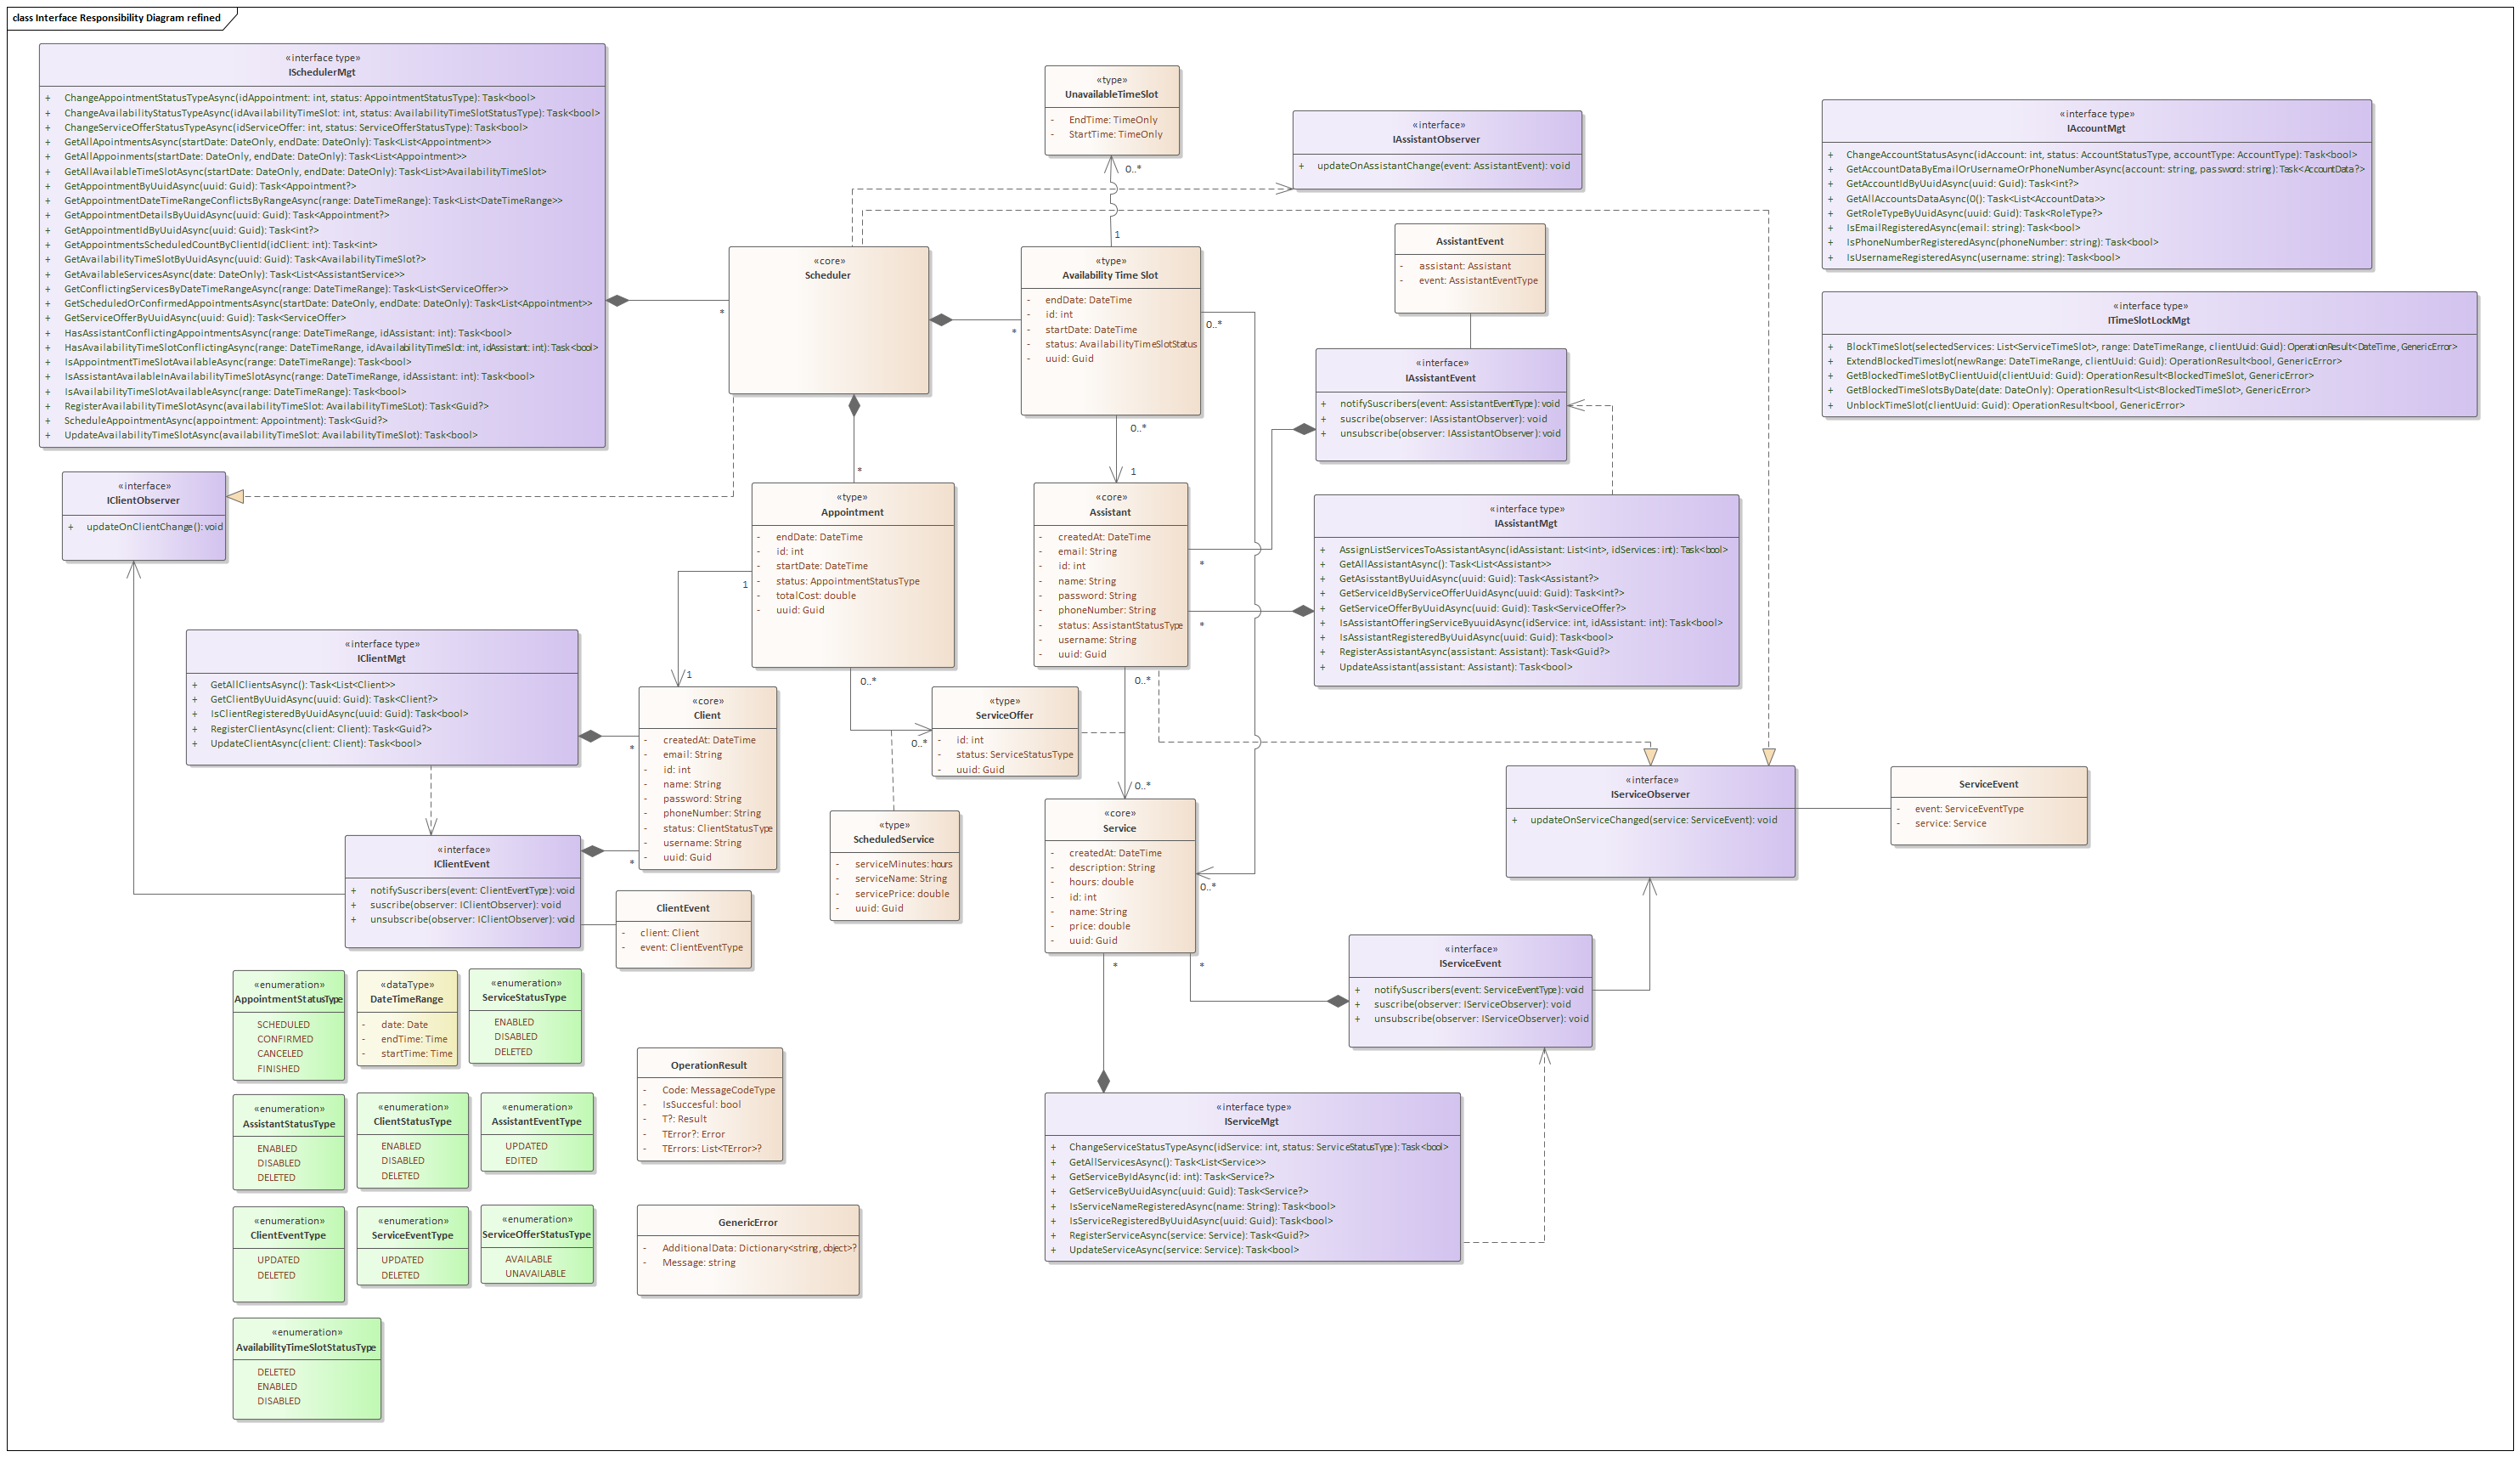 class Interface Responsibility Diagram refined
«interface type»
ISchedulerMgt
+ ChangeAppointmentStatusTypeAsync(idAppointment: int, status: AppointmentStatusType): Task<bool>
+ ChangeAvailabilityStatusTypeAsync(idAvailabilityTimeSlot: int, status: AvailabilityTimeSlotStatusType): Task<bool>
+ ChangeServiceOfferStatusTypeAsync(idServiceOffer: int, status: ServiceOfferStatusType): Task<bool>
+ GetAllApointmentsAsync(startDate: DateOnly, endDate: DateOnly): Task<List<Appointment>>
+ GetAllAppoinments(startDate: DateOnly, endDate: DateOnly): Task<List<Appointment>>
+ GetAllAvailableTimeSlotAsync(startDate: DateOnly, endDate: DateOnly): Task<List>AvailabilityTimeSlot>
+ GetAppointmentByUuidAsync(uuid: Guid): Task<Appointment?>
+ GetAppointmentDateTimeRangeConflictsByRangeAsync(range: DateTimeRange): Task<List<DateTimeRange>>
+ GetAppointmentDetailsByUuidAsync(uuid: Guid): Task<Appointment?>
+ GetAppointmentIdByUuidAsync(uuid: Guid): Task<int?>
+ GetAppointmentsScheduledCountByClientId(idClient: int): Task<int>
+ GetAvailabilityTimeSlotByUuidAsync(uuid: Guid): Task<AvailabilityTimeSlot?>
+ GetAvailableServicesAsync(date: DateOnly): Task<List<AssistantService>>
+ GetConflictingServicesByDateTimeRangeAsync(range: DateTimeRange): Task<List<ServiceOffer>>
+ GetScheduledOrConfirmedAppointmentsAsync(startDate: DateOnly, endDate: DateOnly): Task<List<Appointment>>
+ GetServiceOfferByUuidAsync(uuid: Guid): Task<ServiceOffer>
+ HasAssistantConflictingAppointmentsAsync(range: DateTimeRange, idAssistant: int): Task<bool>
+ HasAvailabilityTimeSlotConflictingAsync(range: DateTimeRange, idAvailabilityTimeSlot: int, idAssistant: int): Task<bool>
+ IsAppointmentTimeSlotAvailableAsync(range: DateTimeRange): Task<bool>
+ IsAssistantAvailableInAvailabilityTimeSlotAsync(range: DateTimeRange, idAssistant: int): Task<bool>
+ IsAvailabilityTimeSlotAvailableAsync(range: DateTimeRange): Task<bool>
+ RegisterAvailabilityTimeSlotAsync(availabilityTimeSlot: AvailabilityTimeSLot): Task<Guid?>
+ ScheduleAppointmentAsync(appointment: Appointment): Task<Guid?>
+ UpdateAvailabilityTimeSlotAsync(availabilityTimeSlot: AvailabilityTimeSlot): Task<bool>
*
«core»
Scheduler
*
*
«type»
UnavailableTimeSlot
- EndTime: TimeOnly
- StartTime: TimeOnly
0..*
1
«type»
Availability Time Slot
- endDate: DateTime
- id: int
- startDate: DateTime
- status: AvailabilityTimeSlotStatus
- uuid: Guid
0..*
0..*
1
«interface»
IAssistantObserver
+ updateOnAssistantChange(event: AssistantEvent): void
AssistantEvent
- assistant: Assistant
- event: AssistantEventType
«interface»
IAssistantEvent
+ notifySuscribers(event: AssistantEventType): void
+ suscribe(observer: IAssistantObserver): void
+ unsubscribe(observer: IAssistantObserver): void
«interface type»
IAccountMgt
+ ChangeAccountStatusAsync(idAccount: int, status: AccountStatusType, accountType: AccountType): Task<bool>
+ GetAccountDataByEmailOrUsernameOrPhoneNumberAsync(account: string, password: string): Task<AccountData?>
+ GetAccountIdByUuidAsync(uuid: Guid): Task<int?>
+ GetAllAccountsDataAsync(0(): Task<List<AccountData>>
+ GetRoleTypeByUuidAsync(uuid: Guid): Task<RoleType?>
+ IsEmailRegisteredAsync(email: string): Task<bool>
+ IsPhoneNumberRegisteredAsync(phoneNumber: string): Task<bool>
+ IsUsernameRegisteredAsync(username: string): Task<bool>
«interface type»
ITimeSlotLockMgt
+ BlockTimeSlot(selectedServices: List<ServiceTimeSlot>, range: DateTimeRange, clientUuid: Guid): OperationResult<DateTime, GenericError>
+ ExtendBlockedTimeslot(newRange: DateTimeRange, clientUuid: Guid): OperationResult<bool, GenericError>
+ GetBlockedTimeSlotByClientUuid(clientUuid: Guid): OperationResult<BlockedTimeSlot, GenericError>
+ GetBlockedTimeSlotsByDate(date: DateOnly): OperationResult<List<BlockedTimeSlot>, GenericError>
+ UnblockTimeSlot(clientUuid: Guid): OperationResult<bool, GenericError>
«interface»
IClientObserver
+ updateOnClientChange(): void
«type»
Appointment
- endDate: DateTime
- id: int
- startDate: DateTime
- status: AppointmentStatusType
- totalCost: double
- uuid: Guid
1
1
0..*
0..*
«core»
Assistant
- createdAt: DateTime
- email: String
- id: int
- name: String
- password: String
- phoneNumber: String
- status: AssistantStatusType
- username: String
- uuid: Guid
*
*
0..*
0..*
«interface type»
IAssistantMgt
+ AssignListServicesToAssistantAsync(idAssistant: List<int>, idServices: int): Task<bool>
+ GetAllAssistantAsync(): Task<List<Assistant>>
+ GetAsisstantByUuidAsync(uuid: Guid): Task<Assistant?>
+ GetServiceIdByServiceOfferUuidAsync(uuid: Guid): Task<int?>
+ GetServiceOfferByUuidAsync(uuid: Guid): Task<ServiceOffer?>
+ IsAssistantOfferingServiceByuuidAsync(idService: int, idAssistant: int): Task<bool>
+ IsAssistantRegisteredByUuidAsync(uuid: Guid): Task<bool>
+ RegisterAssistantAsync(assistant: Assistant): Task<Guid?>
+ UpdateAssistant(assistant: Assistant): Task<bool>
«interface type»
IClientMgt
+ GetAllClientsAsync(): Task<List<Client>>
+ GetClientByUuidAsync(uuid: Guid): Task<Client?>
+ IsClientRegisteredByUuidAsync(uuid: Guid): Task<bool>
+ RegisterClientAsync(client: Client): Task<Guid?>
+ UpdateClientAsync(client: Client): Task<bool>
*
«core»
Client
- createdAt: DateTime
- email: String
- id: int
- name: String
- password: String
- phoneNumber: String
- status: ClientStatusType
- username: String
- uuid: Guid
*
«type»
ServiceOffer
- id: int
- status: ServiceStatusType
- uuid: Guid
«type»
ScheduledService
- serviceMinutes: hours
- serviceName: String
- servicePrice: double
- uuid: Guid
«core»
Service
- createdAt: DateTime
- description: String
- hours: double
- id: int
- name: String
- price: double
- uuid: Guid
0..*
*
*
«interface»
IServiceObserver
+ updateOnServiceChanged(service: ServiceEvent): void
ServiceEvent
- event: ServiceEventType
- service: Service
«interface»
IClientEvent
+ notifySuscribers(event: ClientEventType): void
+ suscribe(observer: IClientObserver): void
+ unsubscribe(observer: IClientObserver): void
ClientEvent
- client: Client
- event: ClientEventType
«interface»
IServiceEvent
+ notifySuscribers(event: ServiceEventType): void
+ suscribe(observer: IServiceObserver): void
+ unsubscribe(observer: IServiceObserver): void
«enumeration»
AppointmentStatusType
SCHEDULED
CONFIRMED
CANCELED
FINISHED
«dataType»
DateTimeRange
- date: Date
- endTime: Time
- startTime: Time
«enumeration»
ServiceStatusType
ENABLED
DISABLED
DELETED
«enumeration»
AssistantStatusType
ENABLED
DISABLED
DELETED
«enumeration»
ClientStatusType
ENABLED
DISABLED
DELETED
«enumeration»
AssistantEventType
UPDATED
EDITED
OperationResult
- Code: MessageCodeType
- IsSuccesful: bool
- T?: Result
- TError?: Error
- TErrors: List<TError>?
«interface type»
IServiceMgt
+ ChangeServiceStatusTypeAsync(idService: int, status: ServiceStatusType): Task<bool>
+ GetAllServicesAsync(): Task<List<Service>>
+ GetServiceByIdAsync(id: int): Task<Service?>
+ GetServiceByUuidAsync(uuid: Guid): Task<Service?>
+ IsServiceNameRegisteredAsync(name: String): Task<bool>
+ IsServiceRegisteredByUuidAsync(uuid: Guid): Task<bool>
+ RegisterServiceAsync(service: Service): Task<Guid?>
+ UpdateServiceAsync(service: Service): Task<bool>
«enumeration»
ClientEventType
UPDATED
DELETED
«enumeration»
ServiceEventType
UPDATED
DELETED
«enumeration»
ServiceOfferStatusType
AVAILABLE
UNAVAILABLE
GenericError
- AdditionalData: Dictionary<string, object>?
- Message: string
«enumeration»
AvailabilityTimeSlotStatusType
DELETED
ENABLED
DISABLED